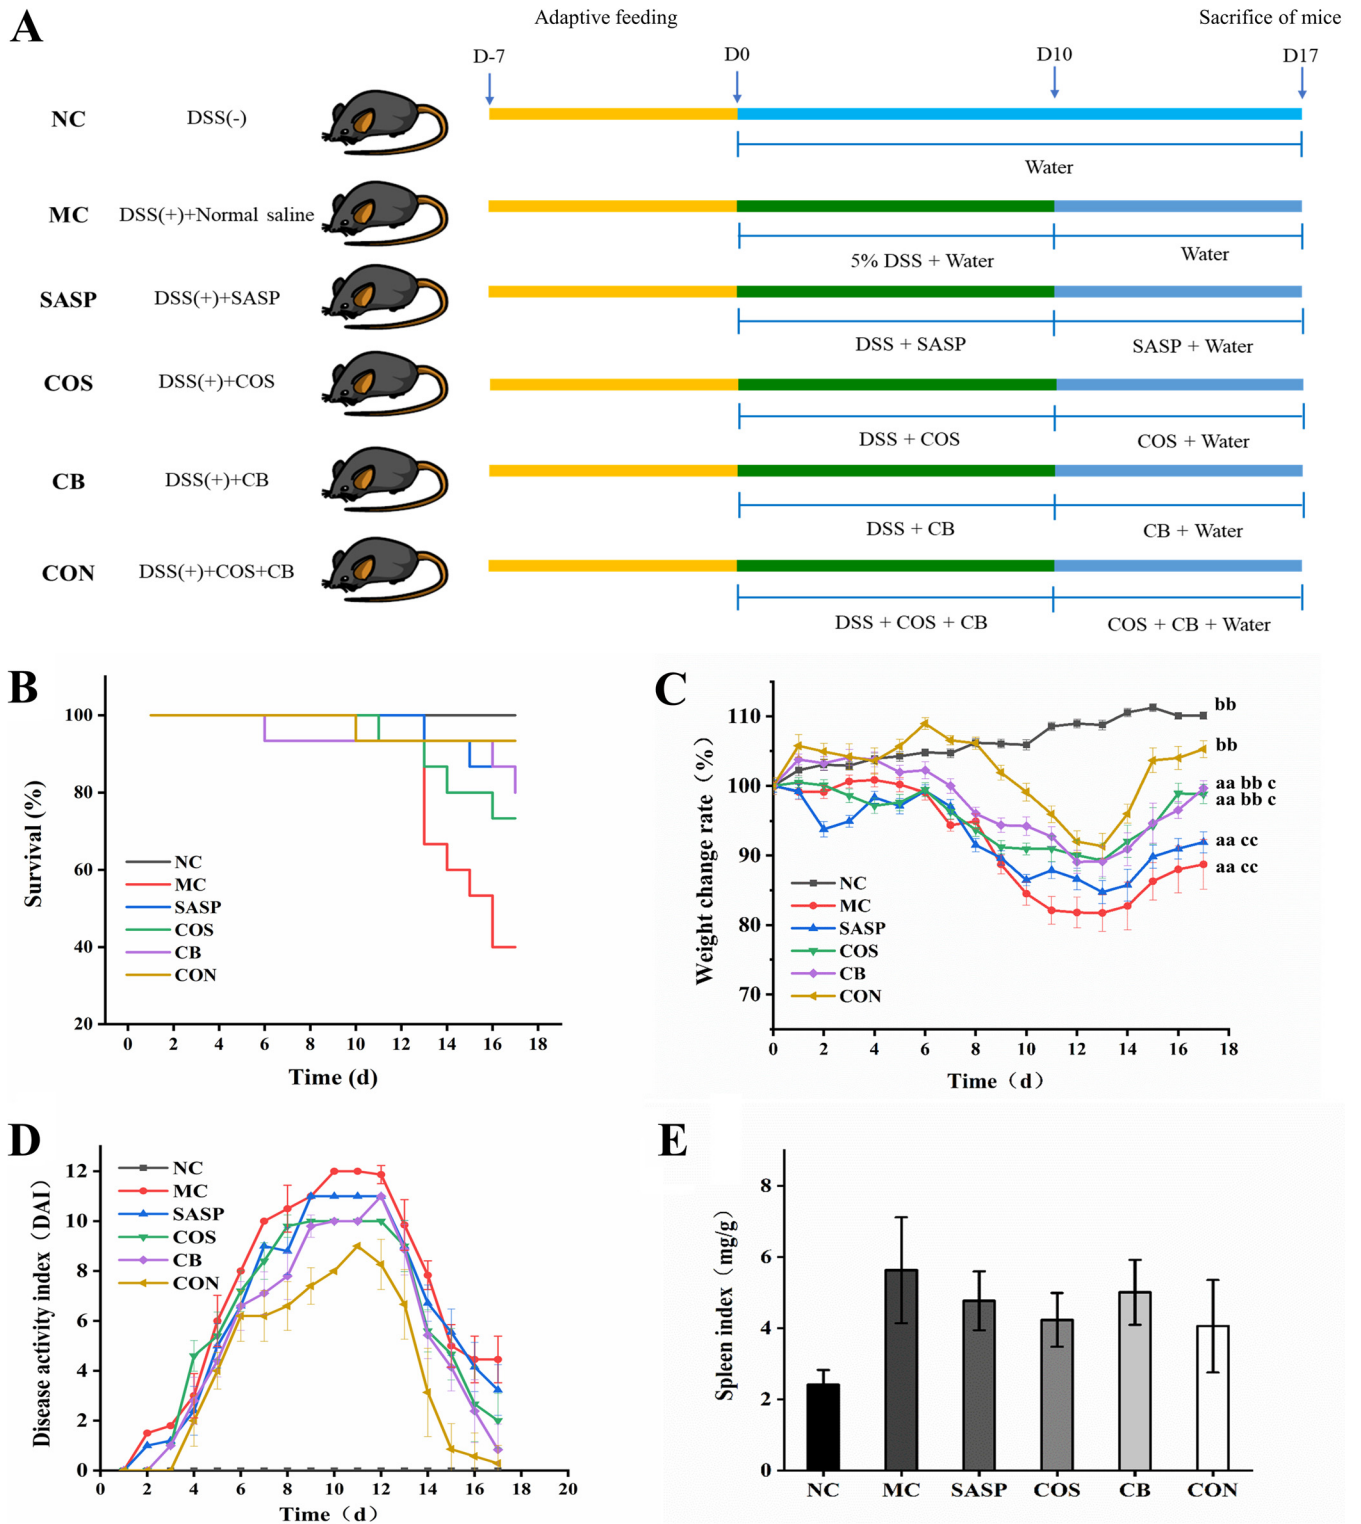 A
Adaptive feeding
Sacrifice of mice
D-7
D0
D10
D17
NC
DSS(-)
Water
MC
DSS(+)+Normal saline
5% DSS + Water
Water
SASP
DSS(+)+SASP
DSS + SASP
SASP + Water
COS
DSS(+)+COS
DSS + COS
COS + Water
CB
DSS(+)+CB
DSS + CB
CB + Water
CON
DSS(+)+COS+CB
DSS + COS + CB
COS + CB + Water
B
Survival (%)
100
80
60
40
20
NC
MC
SASP
COS
CB
CON
0 2 4 6 8 10 12 14 16 18
Time (d)
C
Weight change rate (%)
110
100
90
80
70
NC
MC
SASP
COS
CB
CON
bb
bb
aa bb c
aa bb c
aa cc
aa cc
0 2 4 6 8 10 12 14 16 18
Time (d)
D
Disease activity index (DAI)
12
10
8
6
4
2
0
NC
MC
SASP
COS
CB
CON
0 2 4 6 8 10 12 14 16 18 20
Time (d)
E
Spleen index (mg/g)
8
6
4
2
0
NC MC SASP COS CB CON